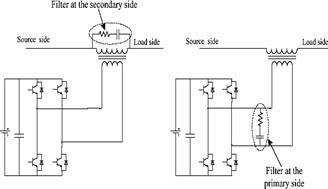 Filter at the secondary side
Source side
Load side
Source side
Load side
Filter at the
primary side